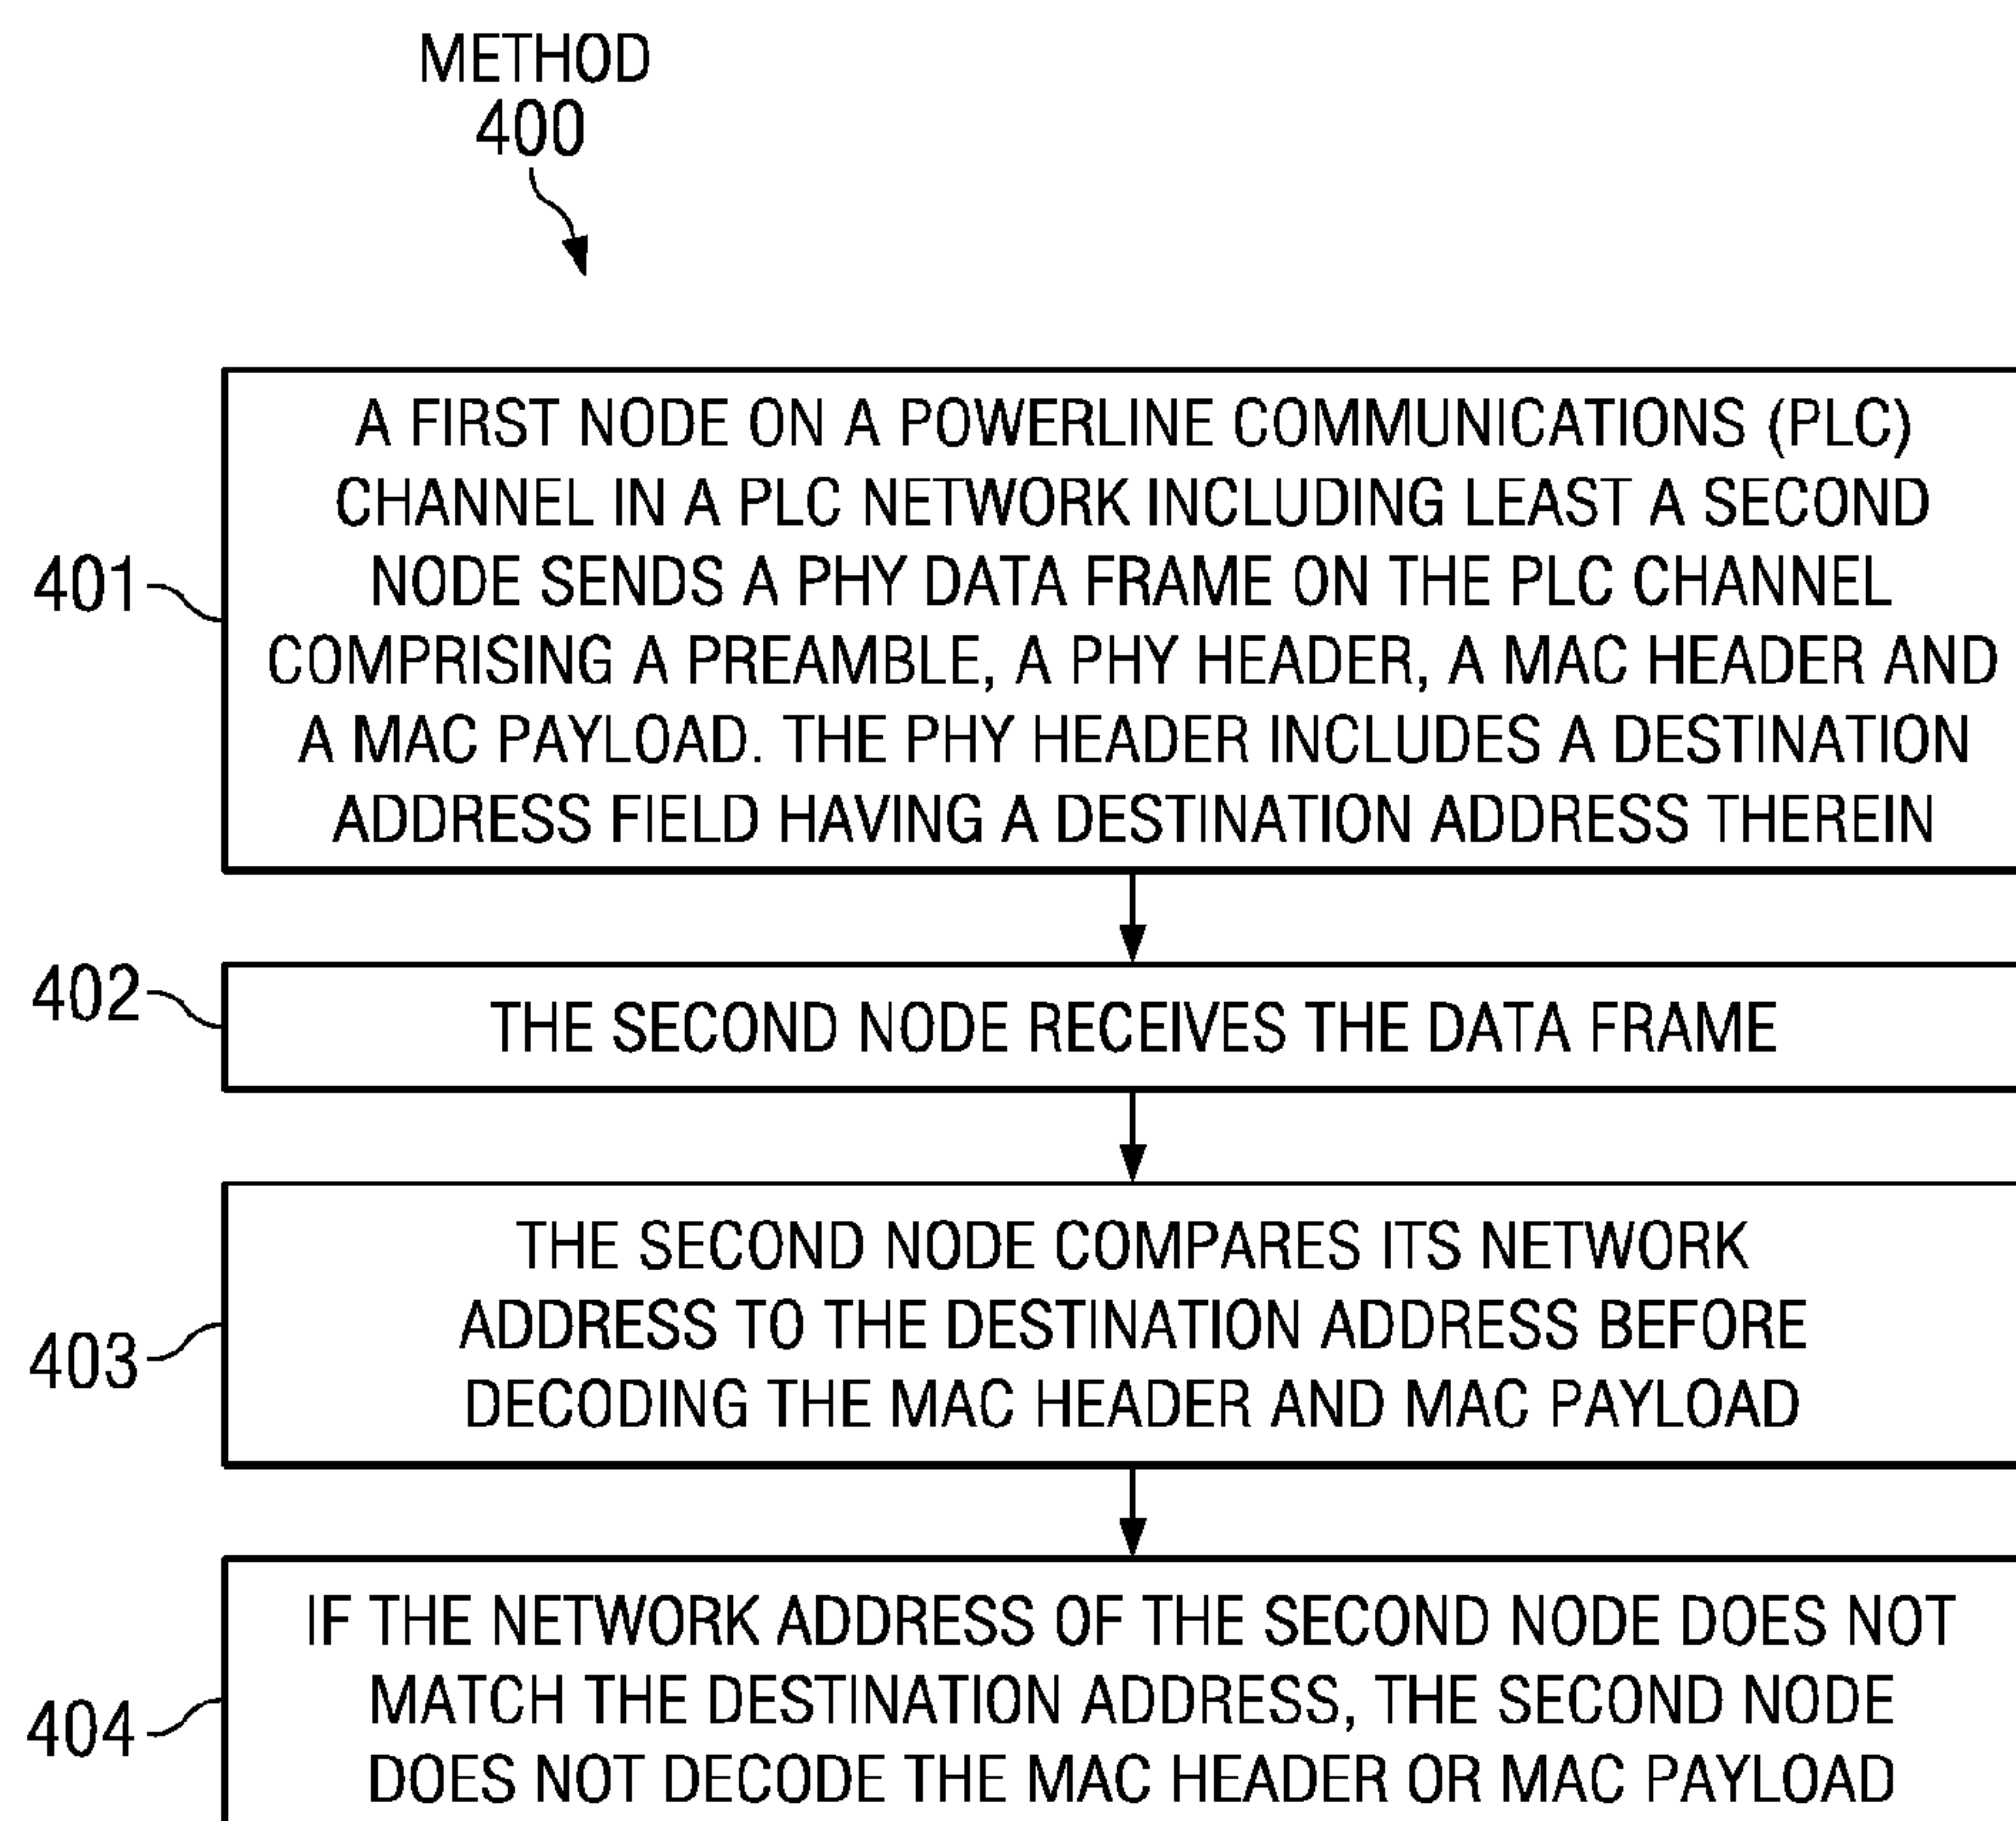 METHOD
400
A FIRST NODE ON A POWERLINE COMMUNICATIONS (PLC)
CHANNEL IN A PLC NETWORK INCLUDING LEAST A SECOND
401
NODE SENDS A PHY DATA FRAME ON THE PLC CHANNEL
COMPRISING A PREAMBLE, A PHY HEADER, A MAC HEADER AND
A MAC PAYLOAD. THE PHY HEADER INCLUDES A DESTINATION
ADDRESS FIELD HAVING A DESTINATION ADDRESS THEREIN
402
THE SECOND NODE RECEIVES THE DATA FRAME
THE SECOND NODE COMPARES ITS NETWORK
ADDRESS TO THE DESTINATION ADDRESS BEFORE
403
DECODING THE MAC HEADER AND MAC PAYLOAD
IF THE NETWORK ADDRESS OF THE SECOND NODE DOES NOT
MATCH THE DESTINATION ADDRESS, THE SECOND NODE
404
DOES NOT DECODE THE MAC HEADER OR MAC PAYLOAD